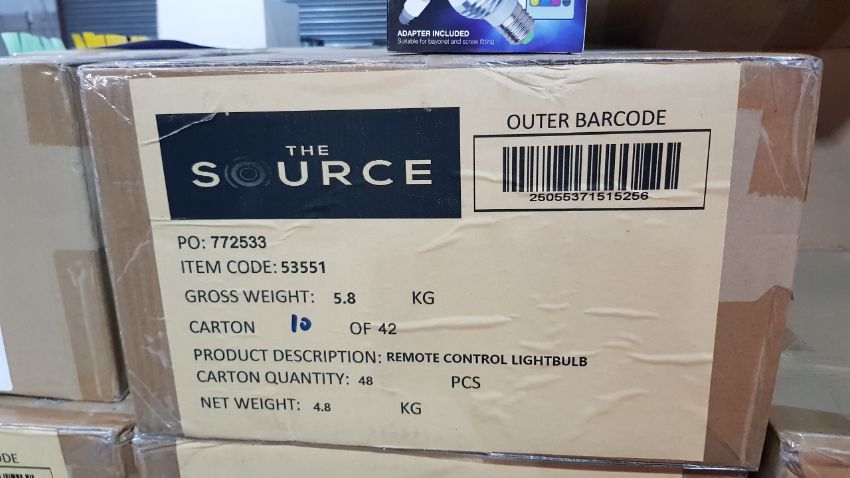 ADAPTER INCLUDED
Suitable for bayonet and screw fitting
THE
SOURCE
OUTER BARCODE
25055371515256
PO: 772533
ITEM CODE: 53551
GROSS WEIGHT: 5.8 KG
CARTON 10 OF 42
PRODUCT DESCRIPTION: REMOTE CONTROL LIGHTBULB
CARTON QUANTITY: 48 PCS
NET WEIGHT: 4.8 KG
DE